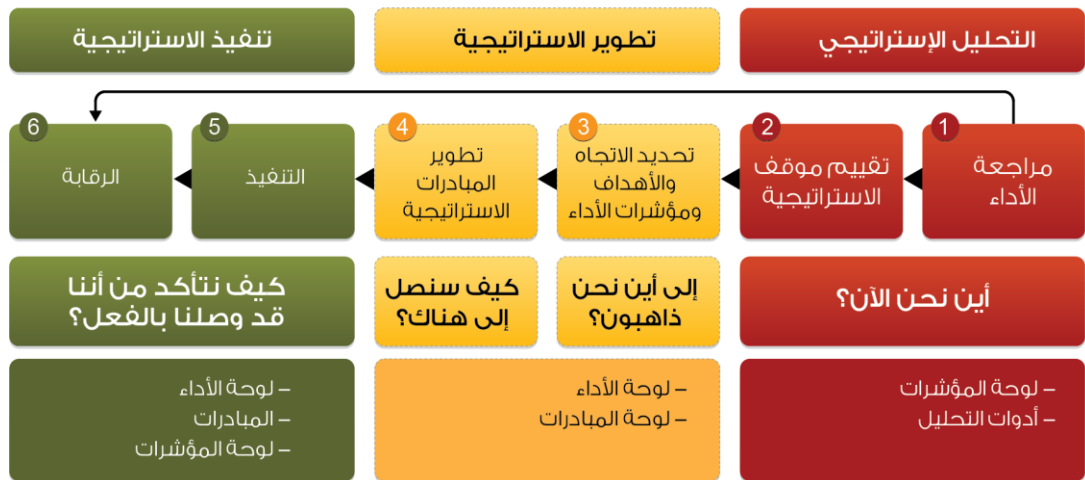 التحليل الإستراتيجي
تطوير الاستراتيجية
تنفيذ الاستراتيجية
1
مراجعة
الأداء
2
تقييم موقف
الاستراتيجية
3
تحديد الاتجاه
والأهداف
ومؤشرات الأداء
4
تطوير
المبادرات
الاستراتيجية
5
التنفيذ
6
الرقابة
أين نحن الآن؟
إلى أين نحن
ذاهبون؟
كيف سنصل
إلى هناك؟
كيف نتأكد من أننا
قد وصلنا بالفعل؟
– لوحة المؤشرات
– أدوات التحليل
– لوحة الأداء
– لوحة المبادرات
– لوحة الأداء
– المبادرات
– لوحة المؤشرات